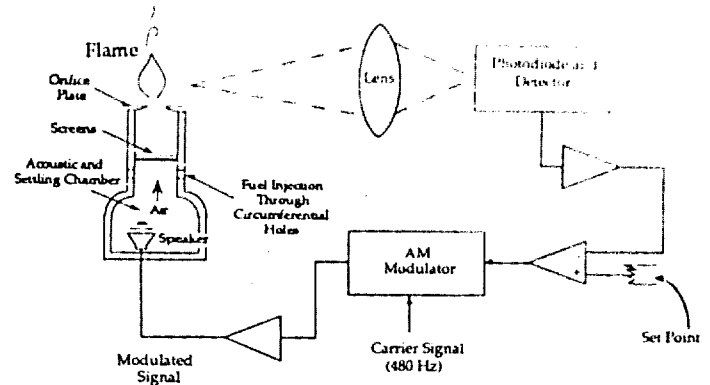 Flame
Orifice
Plate
Screens
Acoustic and
Settling Chamber
Air
Speaker
Fuel Injection
Through
Circumferential
Holes
Lens
Photodiode and
Detector
AM
Modulator
-
+
Set Point
Carrier Signal
(480 Hz)
Modulated
Signal